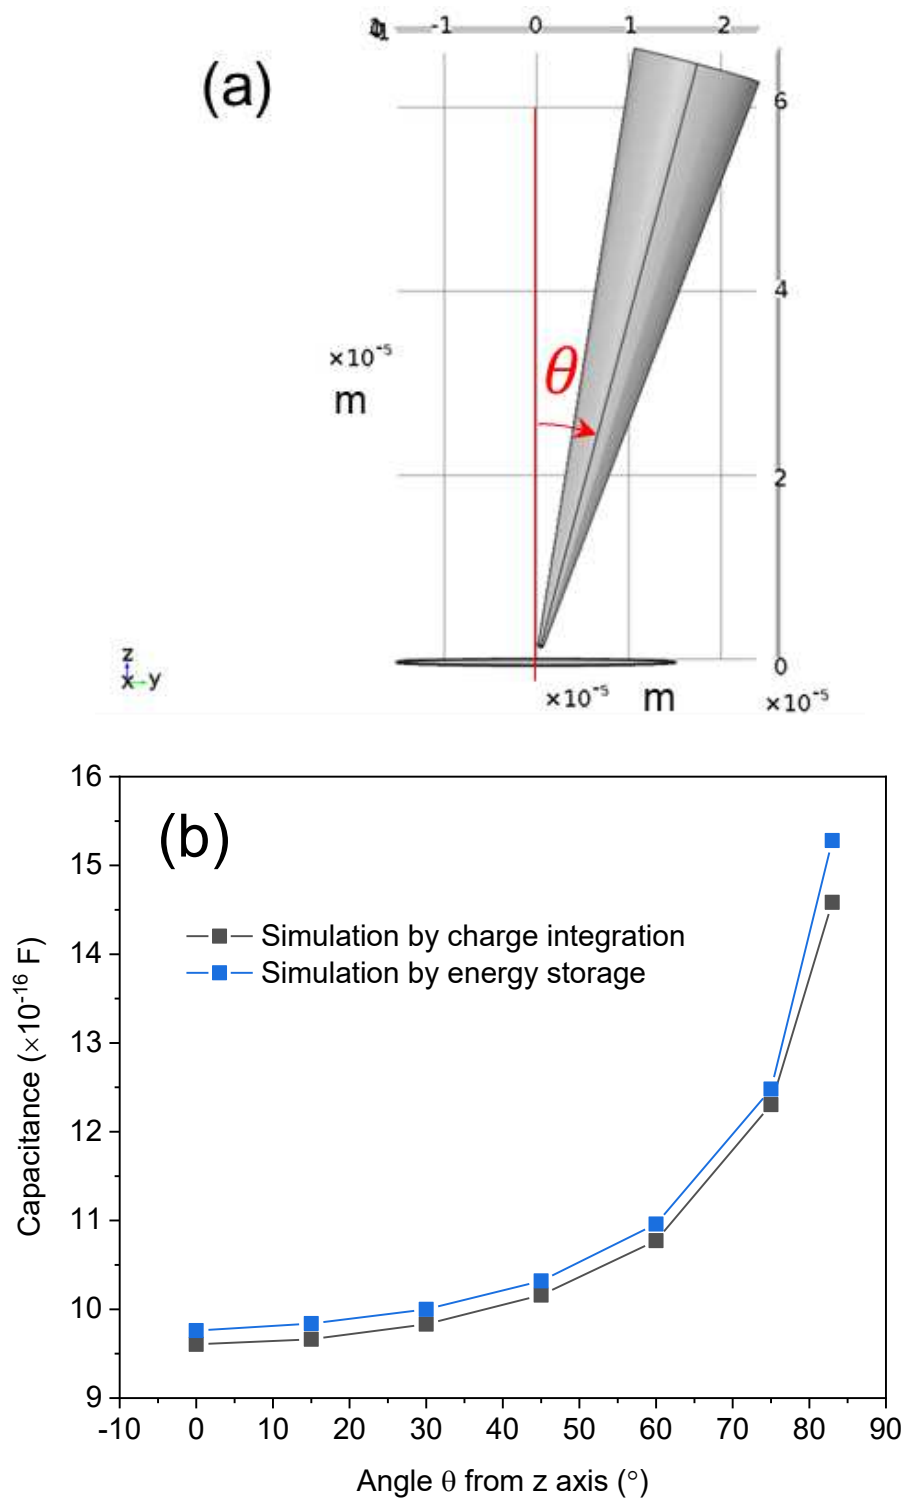 -1 0 1 2
(a)
6
4
θ
×10⁻⁵
m
2
z
x y
0
×10⁻⁵ m ×10⁻⁵
16
(b)
15
Simulation by charge integration
14
Simulation by energy storage
13
12
11
10
9
Capacitance (×10⁻¹⁶ F)
-10 0 10 20 30 40 50 60 70 80 90
Angle θ from z axis (°)